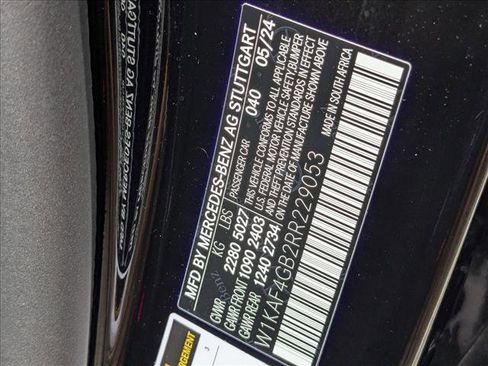 MFD BY MERCEDES-BENZ AG STUTTGART
PASSENGER CAR 040 05/24
KG LBS
GVWR 2280 5027
GAWR FRONT 1090 2403
GAWR REAR 1240 2734
THIS VEHICLE CONFORMS TO ALL APPLICABLE
U.S. FEDERAL MOTOR VEHICLE SAFETY, BUMPER
AND THEFT PREVENTION STANDARDS IN EFFECT
ON THE DATE OF MANUFACTURE SHOWN ABOVE
W1KAF4GB2RR229053
MADE IN SOUTH AFRICA